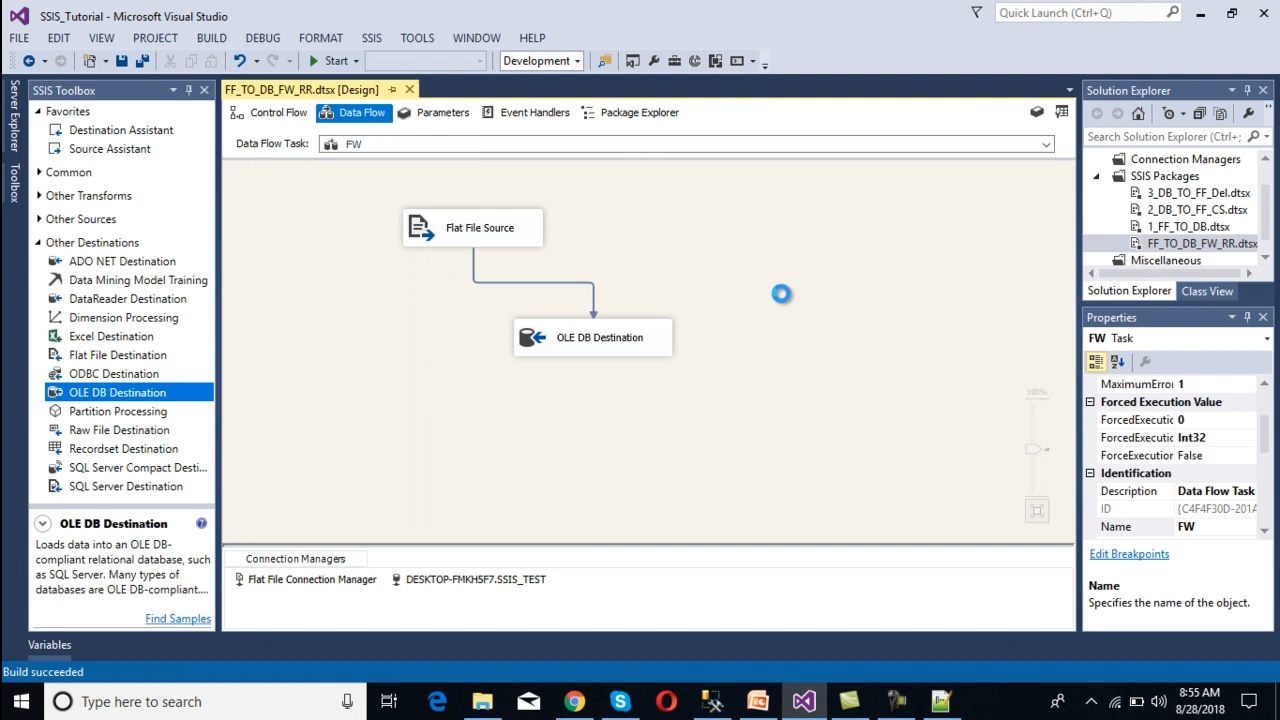 SSIS_Tutorial - Microsoft Visual Studio
Quick Launch (Ctrl+Q)
FILE EDIT VIEW PROJECT BUILD DEBUG FORMAT SSIS TOOLS WINDOW HELP
Start
Development
Server Explorer
Toolbox
SSIS Toolbox
Favorites
Destination Assistant
Source Assistant
Common
Other Transforms
Other Sources
Other Destinations
ADO NET Destination
Data Mining Model Training
DataReader Destination
Dimension Processing
Excel Destination
Flat File Destination
ODBC Destination
OLE DB Destination
Partition Processing
Raw File Destination
Recordset Destination
SQL Server Compact Desti...
SQL Server Destination
OLE DB Destination
Loads data into an OLE DB-
compliant relational database, such
as SQL Server. Many types of
databases are OLE DB-compliant....
Find Samples
FF_TO_DB_FW_RR.dtsx [Design]
Control Flow Data Flow Parameters Event Handlers Package Explorer
Data Flow Task: FW
Flat File Source
OLE DB Destination
100%
Connection Managers
Flat File Connection Manager DESKTOP-FMKH5F7.SSIS_TEST
Solution Explorer
Search Solution Explorer (Ctrl+;
Connection Managers
SSIS Packages
3_DB_TO_FF_Del.dtsx
2_DB_TO_FF_CS.dtsx
1_FF_TO_DB.dtsx
FF_TO_DB_FW_RR.dtsx
Miscellaneous
Solution Explorer Class View
Properties
FW Task
MaximumError 1
Forced Execution Value
ForcedExecutic 0
ForcedExecutic Int32
ForceExecution False
Identification
Description Data Flow Task
ID {C4F4F30D-201A
Name FW
Edit Breakpoints
Name
Specifies the name of the object.
Variables
Build succeeded
Type here to search
8:55 AM
8/28/2018